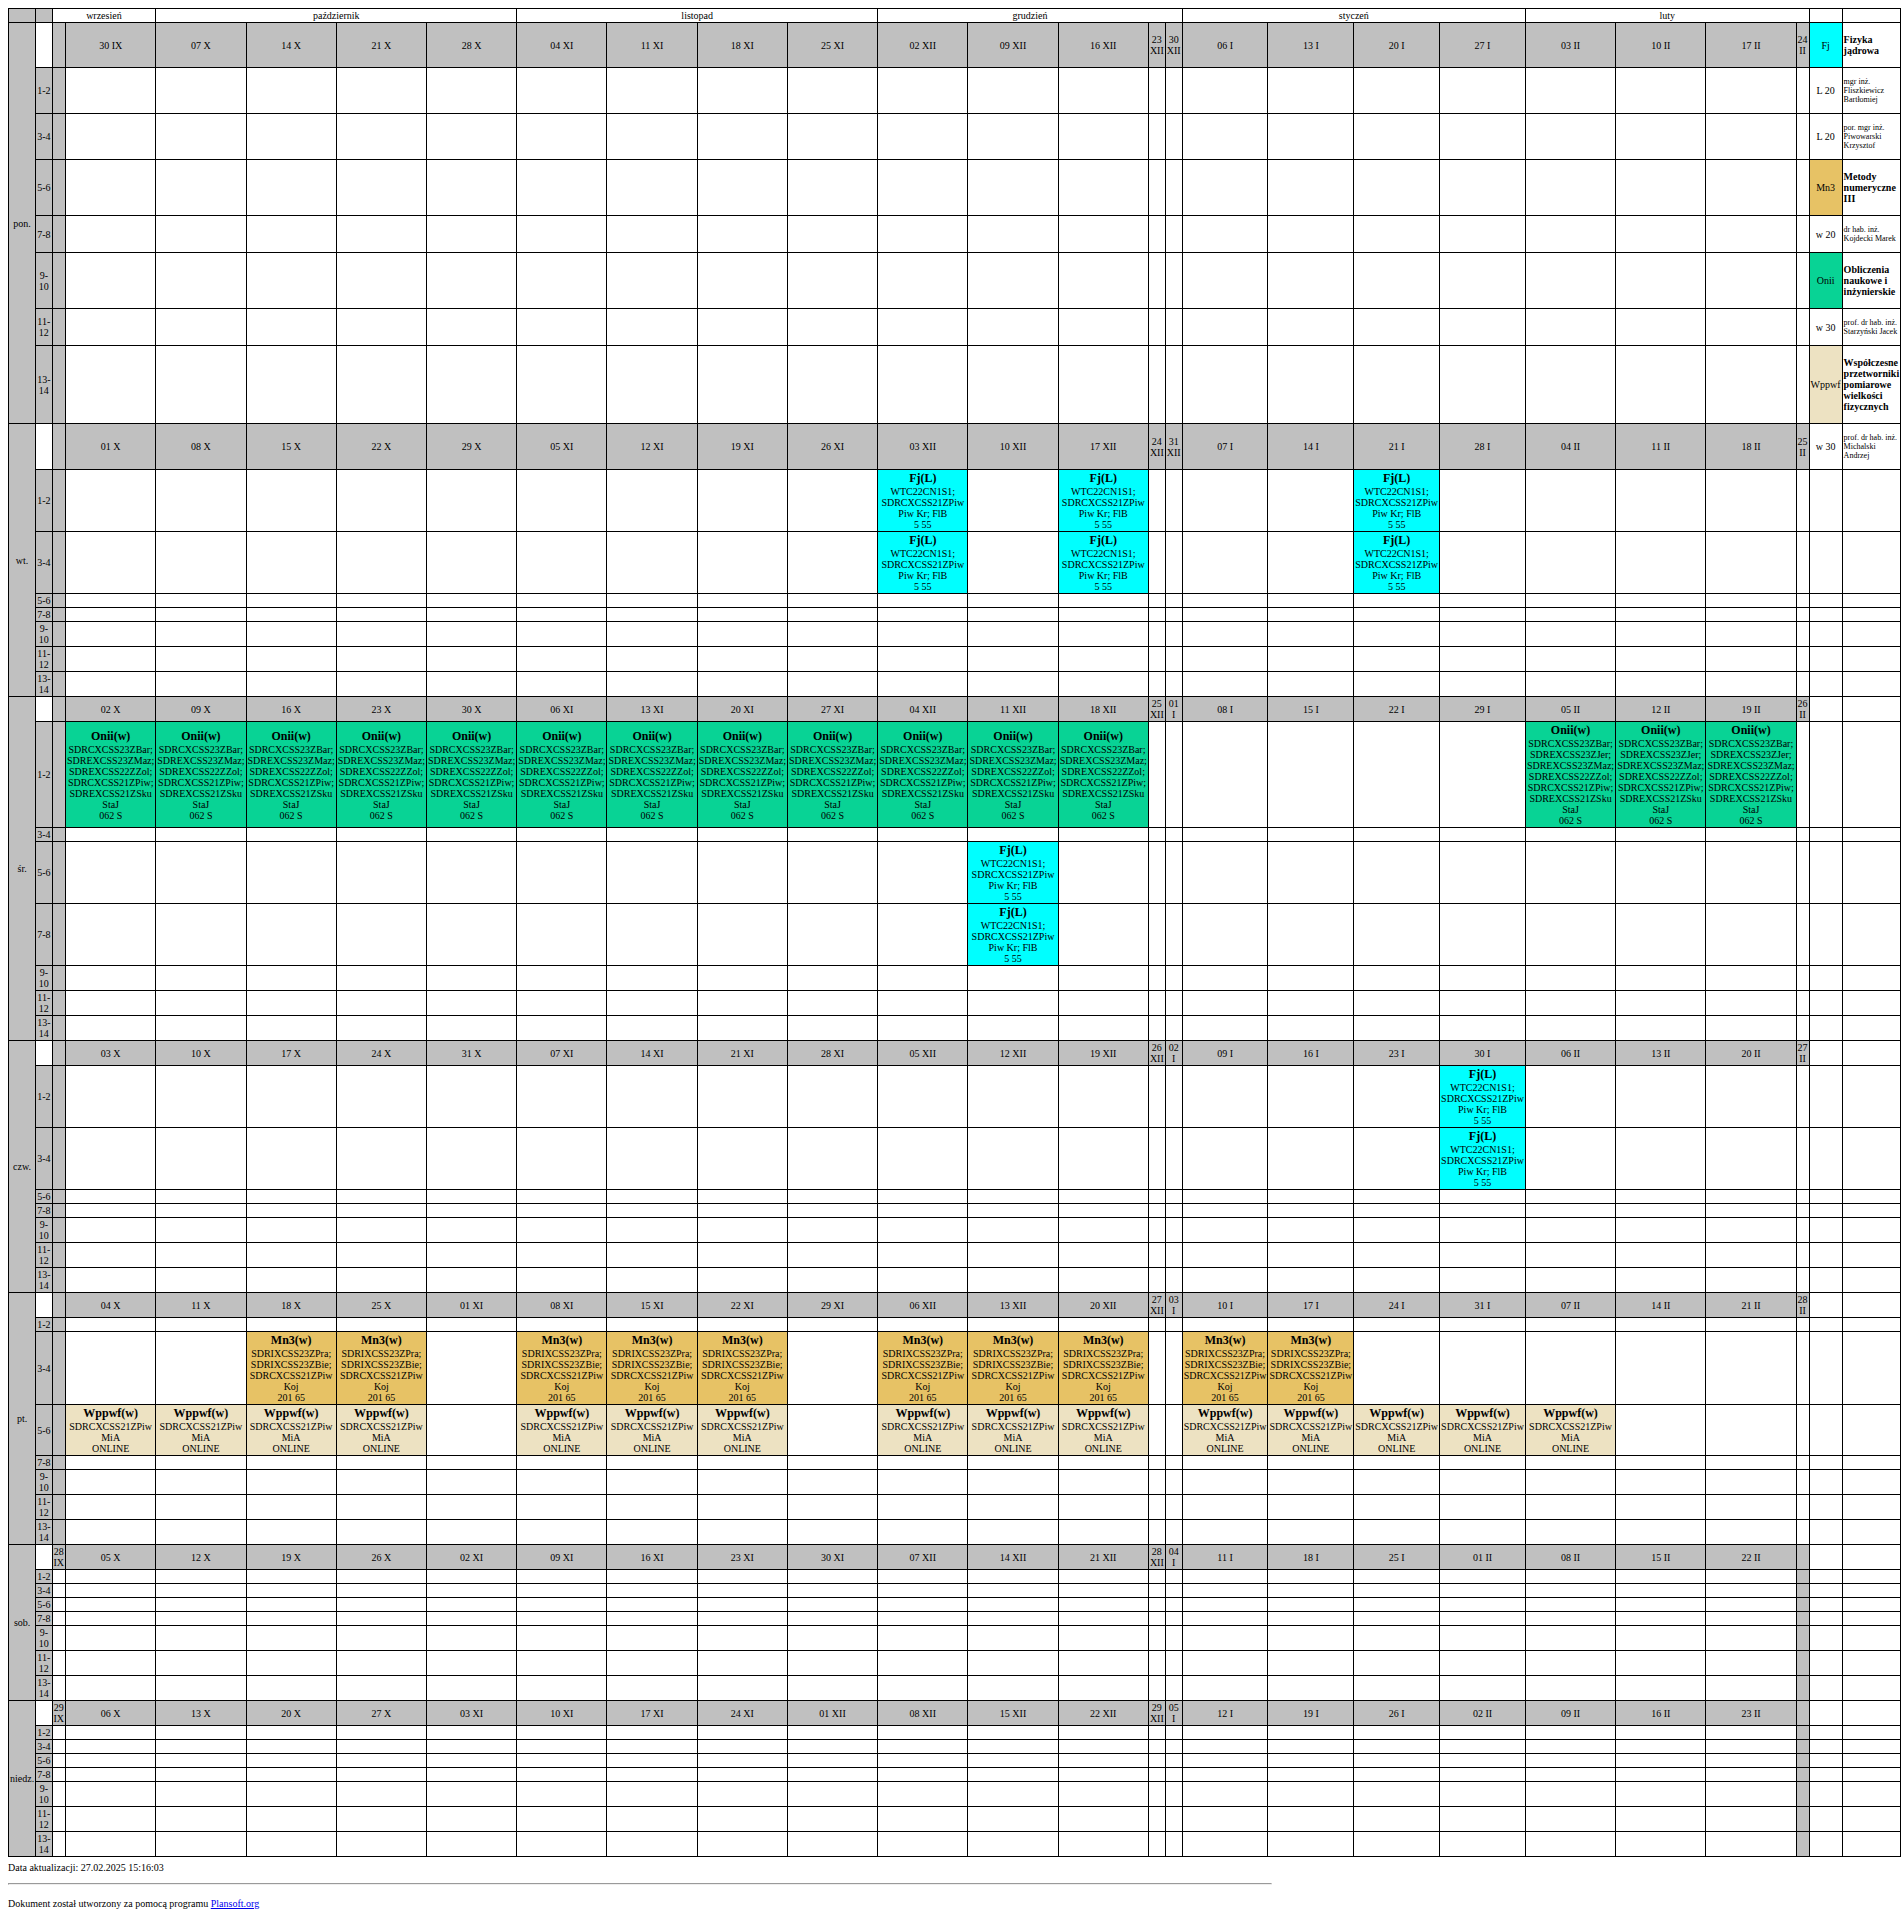 wrzesień październik listopad grudzień styczeń luty
pon. 30 IX 07 X 14 X 21 X 28 X 04 XI 11 XI 18 XI 25 XI 02 XII 09 XII 16 XII 23 XII 30 XII 06 I 13 I 20 I 27 I 03 II 10 II 17 II 24 II Fj Fizyka jądrowa
1-2 L 20 mgr inż. Fliszkiewicz Bartłomiej
3-4 L 20 por. mgr inż. Piwowarski Krzysztof
5-6 Mn3 Metody numeryczne III
7-8 w 20 dr hab. inż. Kojdecki Marek
9-10 Onii Obliczenia naukowe i inżynierskie
11-12 w 30 prof. dr hab. inż. Starzyński Jacek
13-14 Wppwf Współczesne przetworniki pomiarowe wielkości fizycznych
wt. 01 X 08 X 15 X 22 X 29 X 05 XI 12 XI 19 XI 26 XI 03 XII 10 XII 17 XII 24 XII 31 XII 07 I 14 I 21 I 28 I 04 II 11 II 18 II 25 II w 30 prof. dr hab. inż. Michalski Andrzej
1-2
Fj(L) Fj(L) Fj(L)
WTC22CN1S1; WTC22CN1S1; WTC22CN1S1;
SDRCXCSS21ZPiw SDRCXCSS21ZPiw SDRCXCSS21ZPiw
Piw Kr; FlB Piw Kr; FlB Piw Kr; FlB
5 55 5 55 5 55
3-4
Fj(L) Fj(L) Fj(L)
WTC22CN1S1; WTC22CN1S1; WTC22CN1S1;
SDRCXCSS21ZPiw SDRCXCSS21ZPiw SDRCXCSS21ZPiw
Piw Kr; FlB Piw Kr; FlB Piw Kr; FlB
5 55 5 55 5 55
5-6
7-8
9-10
11-12
13-14
śr. 02 X 09 X 16 X 23 X 30 X 06 XI 13 XI 20 XI 27 XI 04 XII 11 XII 18 XII 25 XII 01 I 08 I 15 I 22 I 29 I 05 II 12 II 19 II 26 II
1-2
Onii(w) Onii(w) Onii(w) Onii(w) Onii(w) Onii(w) Onii(w) Onii(w) Onii(w) Onii(w) Onii(w) Onii(w) Onii(w) Onii(w) Onii(w)
SDRCXCSS23ZBar; SDRCXCSS23ZBar; SDRCXCSS23ZBar; SDRCXCSS23ZBar; SDRCXCSS23ZBar; SDRCXCSS23ZBar; SDRCXCSS23ZBar; SDRCXCSS23ZBar; SDRCXCSS23ZBar; SDRCXCSS23ZBar; SDRCXCSS23ZBar; SDRCXCSS23ZBar; SDRCXCSS23ZBar; SDRCXCSS23ZBar; SDRCXCSS23ZBar;
SDREXCSS23ZJer; SDREXCSS23ZJer; SDREXCSS23ZJer;
SDREXCSS23ZMaz; SDREXCSS23ZMaz; SDREXCSS23ZMaz; SDREXCSS23ZMaz; SDREXCSS23ZMaz; SDREXCSS23ZMaz; SDREXCSS23ZMaz; SDREXCSS23ZMaz; SDREXCSS23ZMaz; SDREXCSS23ZMaz; SDREXCSS23ZMaz; SDREXCSS23ZMaz; SDREXCSS23ZMaz; SDREXCSS23ZMaz; SDREXCSS23ZMaz;
SDREXCSS22ZZol; SDREXCSS22ZZol; SDREXCSS22ZZol; SDREXCSS22ZZol; SDREXCSS22ZZol; SDREXCSS22ZZol; SDREXCSS22ZZol; SDREXCSS22ZZol; SDREXCSS22ZZol; SDREXCSS22ZZol; SDREXCSS22ZZol; SDREXCSS22ZZol; SDREXCSS22ZZol; SDREXCSS22ZZol; SDREXCSS22ZZol;
SDRCXCSS21ZPiw; SDRCXCSS21ZPiw; SDRCXCSS21ZPiw; SDRCXCSS21ZPiw; SDRCXCSS21ZPiw; SDRCXCSS21ZPiw; SDRCXCSS21ZPiw; SDRCXCSS21ZPiw; SDRCXCSS21ZPiw; SDRCXCSS21ZPiw; SDRCXCSS21ZPiw; SDRCXCSS21ZPiw; SDRCXCSS21ZPiw; SDRCXCSS21ZPiw; SDRCXCSS21ZPiw;
SDREXCSS21ZSku SDREXCSS21ZSku SDREXCSS21ZSku SDREXCSS21ZSku SDREXCSS21ZSku SDREXCSS21ZSku SDREXCSS21ZSku SDREXCSS21ZSku SDREXCSS21ZSku SDREXCSS21ZSku SDREXCSS21ZSku SDREXCSS21ZSku SDREXCSS21ZSku SDREXCSS21ZSku SDREXCSS21ZSku
StaJ StaJ StaJ StaJ StaJ StaJ StaJ StaJ StaJ StaJ StaJ StaJ StaJ StaJ StaJ
062 S 062 S 062 S 062 S 062 S 062 S 062 S 062 S 062 S 062 S 062 S 062 S 062 S 062 S 062 S
3-4
5-6
Fj(L)
WTC22CN1S1;
SDRCXCSS21ZPiw
Piw Kr; FlB
5 55
7-8
Fj(L)
WTC22CN1S1;
SDRCXCSS21ZPiw
Piw Kr; FlB
5 55
9-10
11-12
13-14
czw. 03 X 10 X 17 X 24 X 31 X 07 XI 14 XI 21 XI 28 XI 05 XII 12 XII 19 XII 26 XII 02 I 09 I 16 I 23 I 30 I 06 II 13 II 20 II 27 II
1-2
Fj(L)
WTC22CN1S1;
SDRCXCSS21ZPiw
Piw Kr; FlB
5 55
3-4
Fj(L)
WTC22CN1S1;
SDRCXCSS21ZPiw
Piw Kr; FlB
5 55
5-6
7-8
9-10
11-12
13-14
pt. 04 X 11 X 18 X 25 X 01 XI 08 XI 15 XI 22 XI 29 XI 06 XII 13 XII 20 XII 27 XII 03 I 10 I 17 I 24 I 31 I 07 II 14 II 21 II 28 II
1-2
3-4
Mn3(w) Mn3(w) Mn3(w) Mn3(w) Mn3(w) Mn3(w) Mn3(w) Mn3(w) Mn3(w) Mn3(w)
SDRIXCSS23ZPra; SDRIXCSS23ZPra; SDRIXCSS23ZPra; SDRIXCSS23ZPra; SDRIXCSS23ZPra; SDRIXCSS23ZPra; SDRIXCSS23ZPra; SDRIXCSS23ZPra; SDRIXCSS23ZPra; SDRIXCSS23ZPra;
SDRIXCSS23ZBie; SDRIXCSS23ZBie; SDRIXCSS23ZBie; SDRIXCSS23ZBie; SDRIXCSS23ZBie; SDRIXCSS23ZBie; SDRIXCSS23ZBie; SDRIXCSS23ZBie; SDRIXCSS23ZBie; SDRIXCSS23ZBie;
SDRCXCSS21ZPiw SDRCXCSS21ZPiw SDRCXCSS21ZPiw SDRCXCSS21ZPiw SDRCXCSS21ZPiw SDRCXCSS21ZPiw SDRCXCSS21ZPiw SDRCXCSS21ZPiw SDRCXCSS21ZPiw SDRCXCSS21ZPiw
Koj Koj Koj Koj Koj Koj Koj Koj Koj Koj
201 65 201 65 201 65 201 65 201 65 201 65 201 65 201 65 201 65 201 65
5-6
Wppwf(w) Wppwf(w) Wppwf(w) Wppwf(w) Wppwf(w) Wppwf(w) Wppwf(w) Wppwf(w) Wppwf(w) Wppwf(w) Wppwf(w) Wppwf(w) Wppwf(w) Wppwf(w) Wppwf(w)
SDRCXCSS21ZPiw SDRCXCSS21ZPiw SDRCXCSS21ZPiw SDRCXCSS21ZPiw SDRCXCSS21ZPiw SDRCXCSS21ZPiw SDRCXCSS21ZPiw SDRCXCSS21ZPiw SDRCXCSS21ZPiw SDRCXCSS21ZPiw SDRCXCSS21ZPiw SDRCXCSS21ZPiw SDRCXCSS21ZPiw SDRCXCSS21ZPiw SDRCXCSS21ZPiw
MiA MiA MiA MiA MiA MiA MiA MiA MiA MiA MiA MiA MiA MiA MiA
ONLINE ONLINE ONLINE ONLINE ONLINE ONLINE ONLINE ONLINE ONLINE ONLINE ONLINE ONLINE ONLINE ONLINE ONLINE
7-8
9-10
11-12
13-14
sob. 28 IX 05 X 12 X 19 X 26 X 02 XI 09 XI 16 XI 23 XI 30 XI 07 XII 14 XII 21 XII 28 XII 04 I 11 I 18 I 25 I 01 II 08 II 15 II 22 II
1-2
3-4
5-6
7-8
9-10
11-12
13-14
niedz. 29 IX 06 X 13 X 20 X 27 X 03 XI 10 XI 17 XI 24 XI 01 XII 08 XII 15 XII 22 XII 29 XII 05 I 12 I 19 I 26 I 02 II 09 II 16 II 23 II
1-2
3-4
5-6
7-8
9-10
11-12
13-14
Data aktualizacji: 27.02.2025 15:16:03
Dokument został utworzony za pomocą programu Plansoft.org